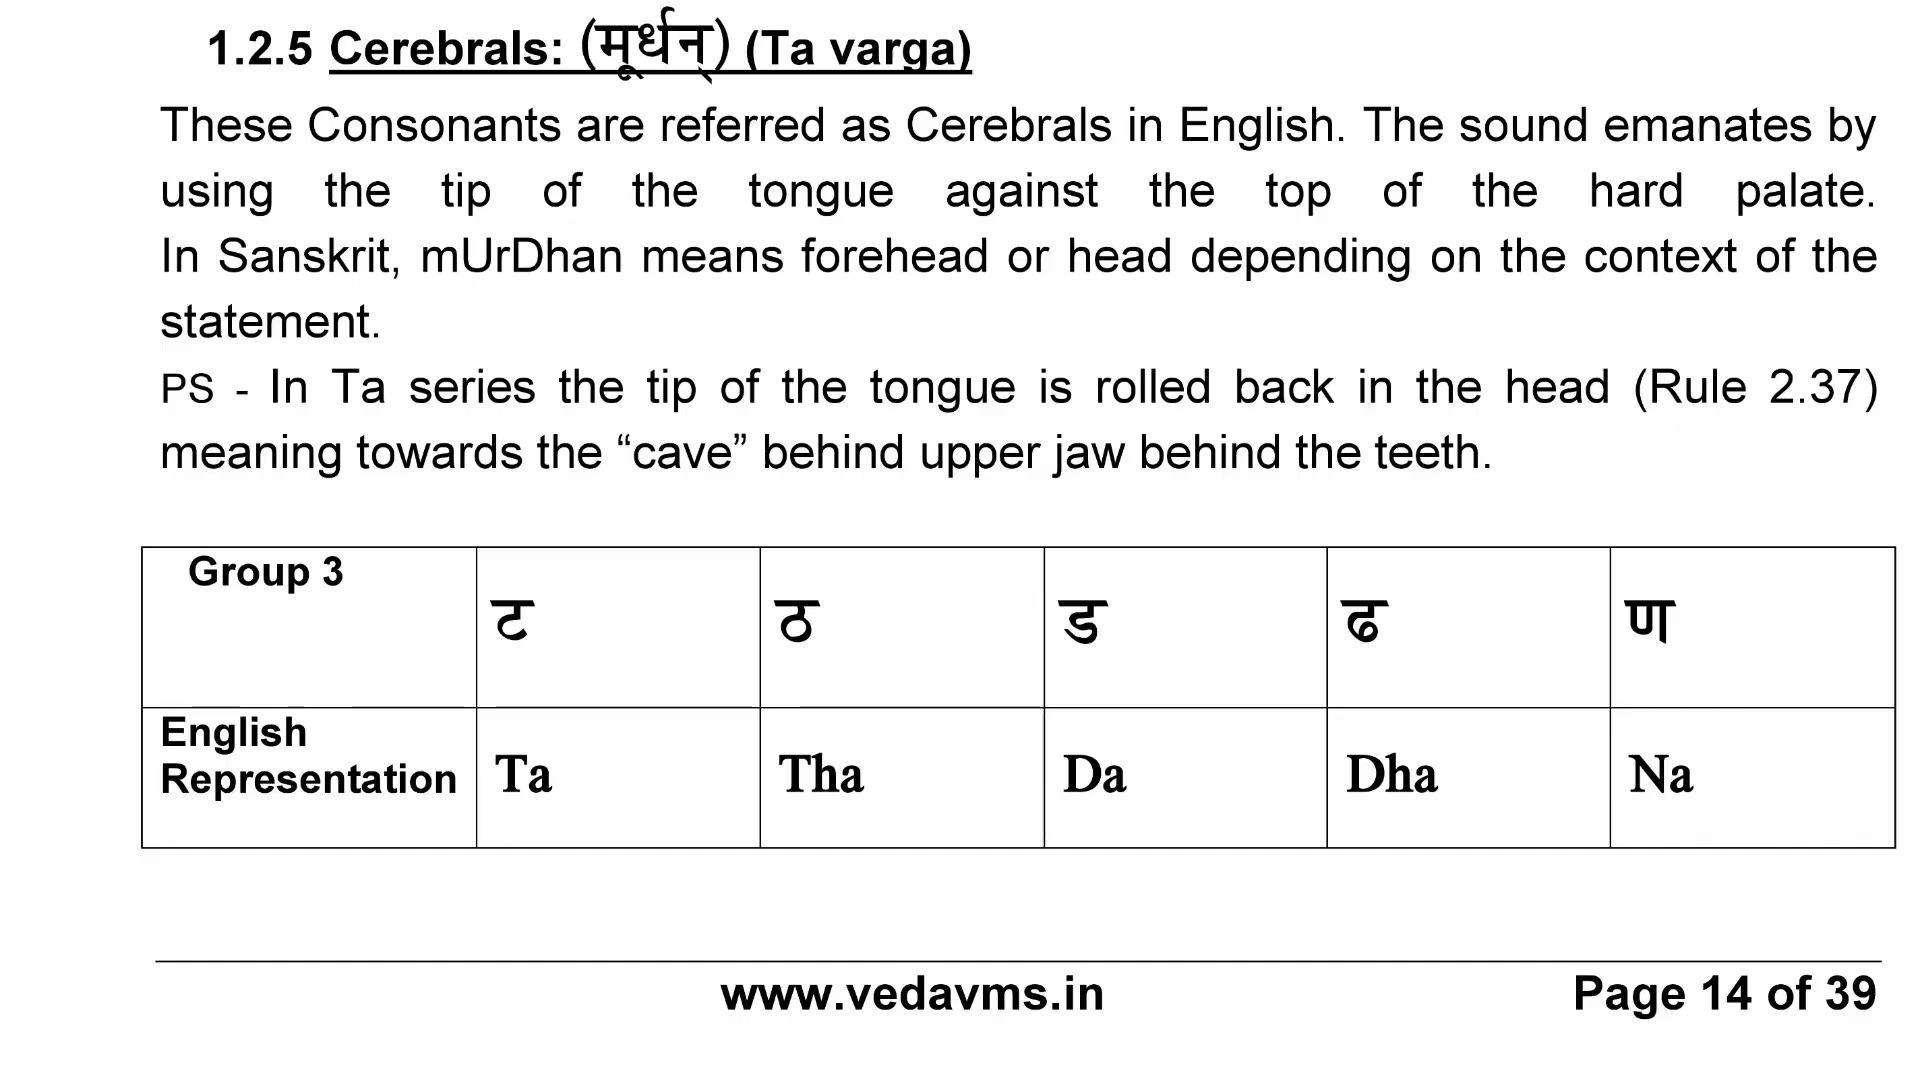 1.2.5 Cerebrals: (मूर्धन्) (Ta varga)
These Consonants are referred as Cerebrals in English. The sound emanates by
using the tip of the tongue against the top of the hard palate.
In Sanskrit, mUrDhan means forehead or head depending on the context of the
statement.
PS - In Ta series the tip of the tongue is rolled back in the head (Rule 2.37)
meaning towards the “cave” behind upper jaw behind the teeth.
Group 3 ट ठ ड ढ ण
English
Representation Ta Tha Da Dha Na
www.vedavms.in Page 14 of 39